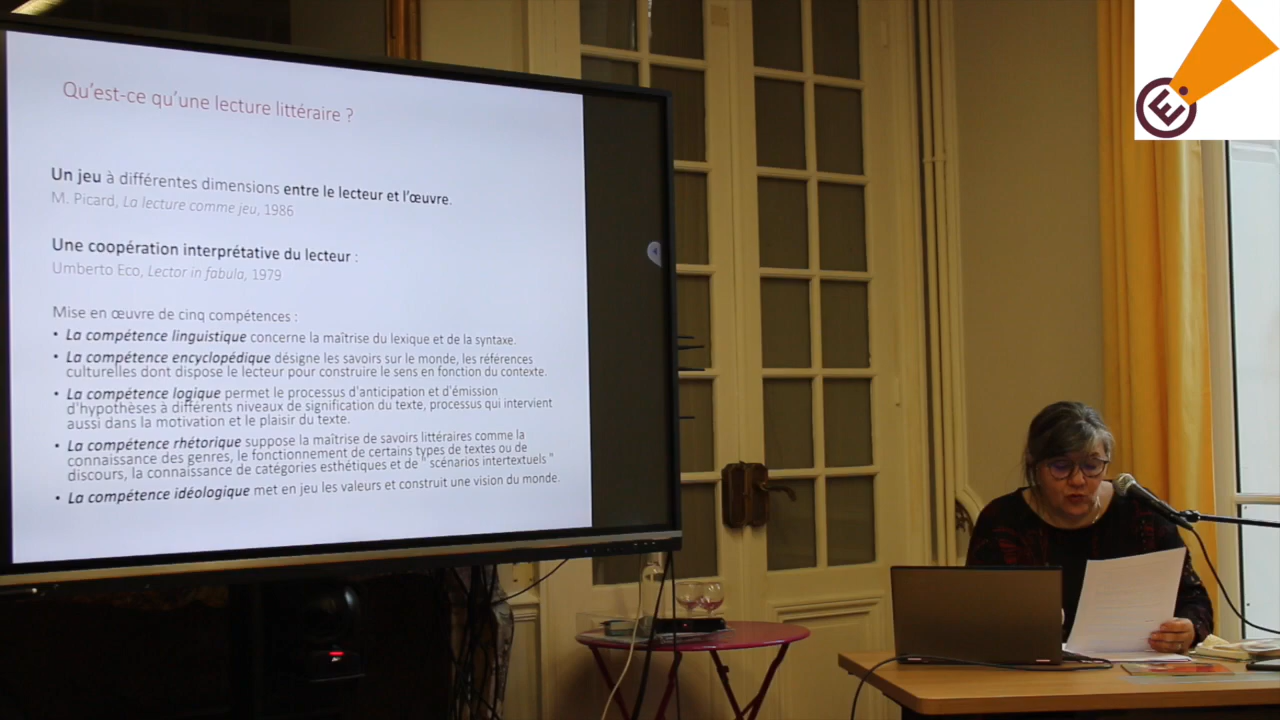 Qu'est-ce qu'une lecture littéraire ?
Un jeu à différentes dimensions entre le lecteur et l'œuvre.
M. Picard, La lecture comme jeu, 1986
Une coopération interprétative du lecteur :
Umberto Eco, Lector in fabula, 1979
Mise en œuvre de cinq compétences :
• La compétence linguistique concerne la maîtrise du lexique et de la syntaxe.
• La compétence encyclopédique désigne les savoirs sur le monde, les références
culturelles dont dispose le lecteur pour construire le sens en fonction du contexte.
• La compétence logique permet le processus d'anticipation et d'émission
d'hypothèses à différents niveaux de signification du texte, processus qui intervient
aussi dans la motivation et le plaisir du texte.
• La compétence rhétorique suppose la maîtrise de savoirs littéraires comme la
connaissance des genres, le fonctionnement de certains types de textes ou de
discours, la connaissance de catégories esthétiques et de " scénarios intertextuels "
• La compétence idéologique met en jeu les valeurs et construit une vision du monde.
E